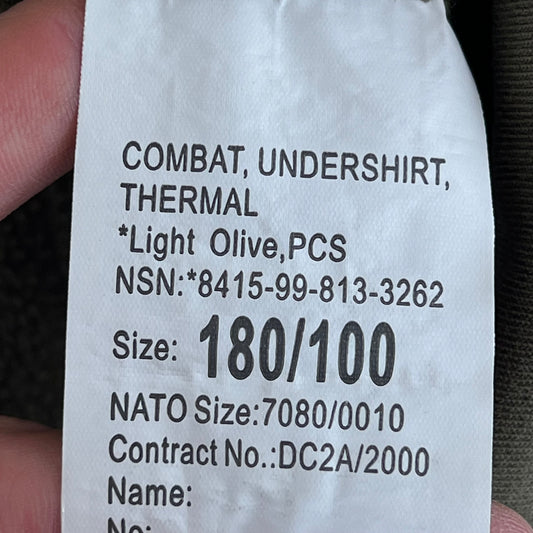 COMBAT, UNDERSHIRT,
THERMAL
*Light Olive,PCS
NSN:*8415-99-813-3262
Size: 180/100
NATO Size:7080/0010
Contract No.:DC2A/2000
Name:
No: